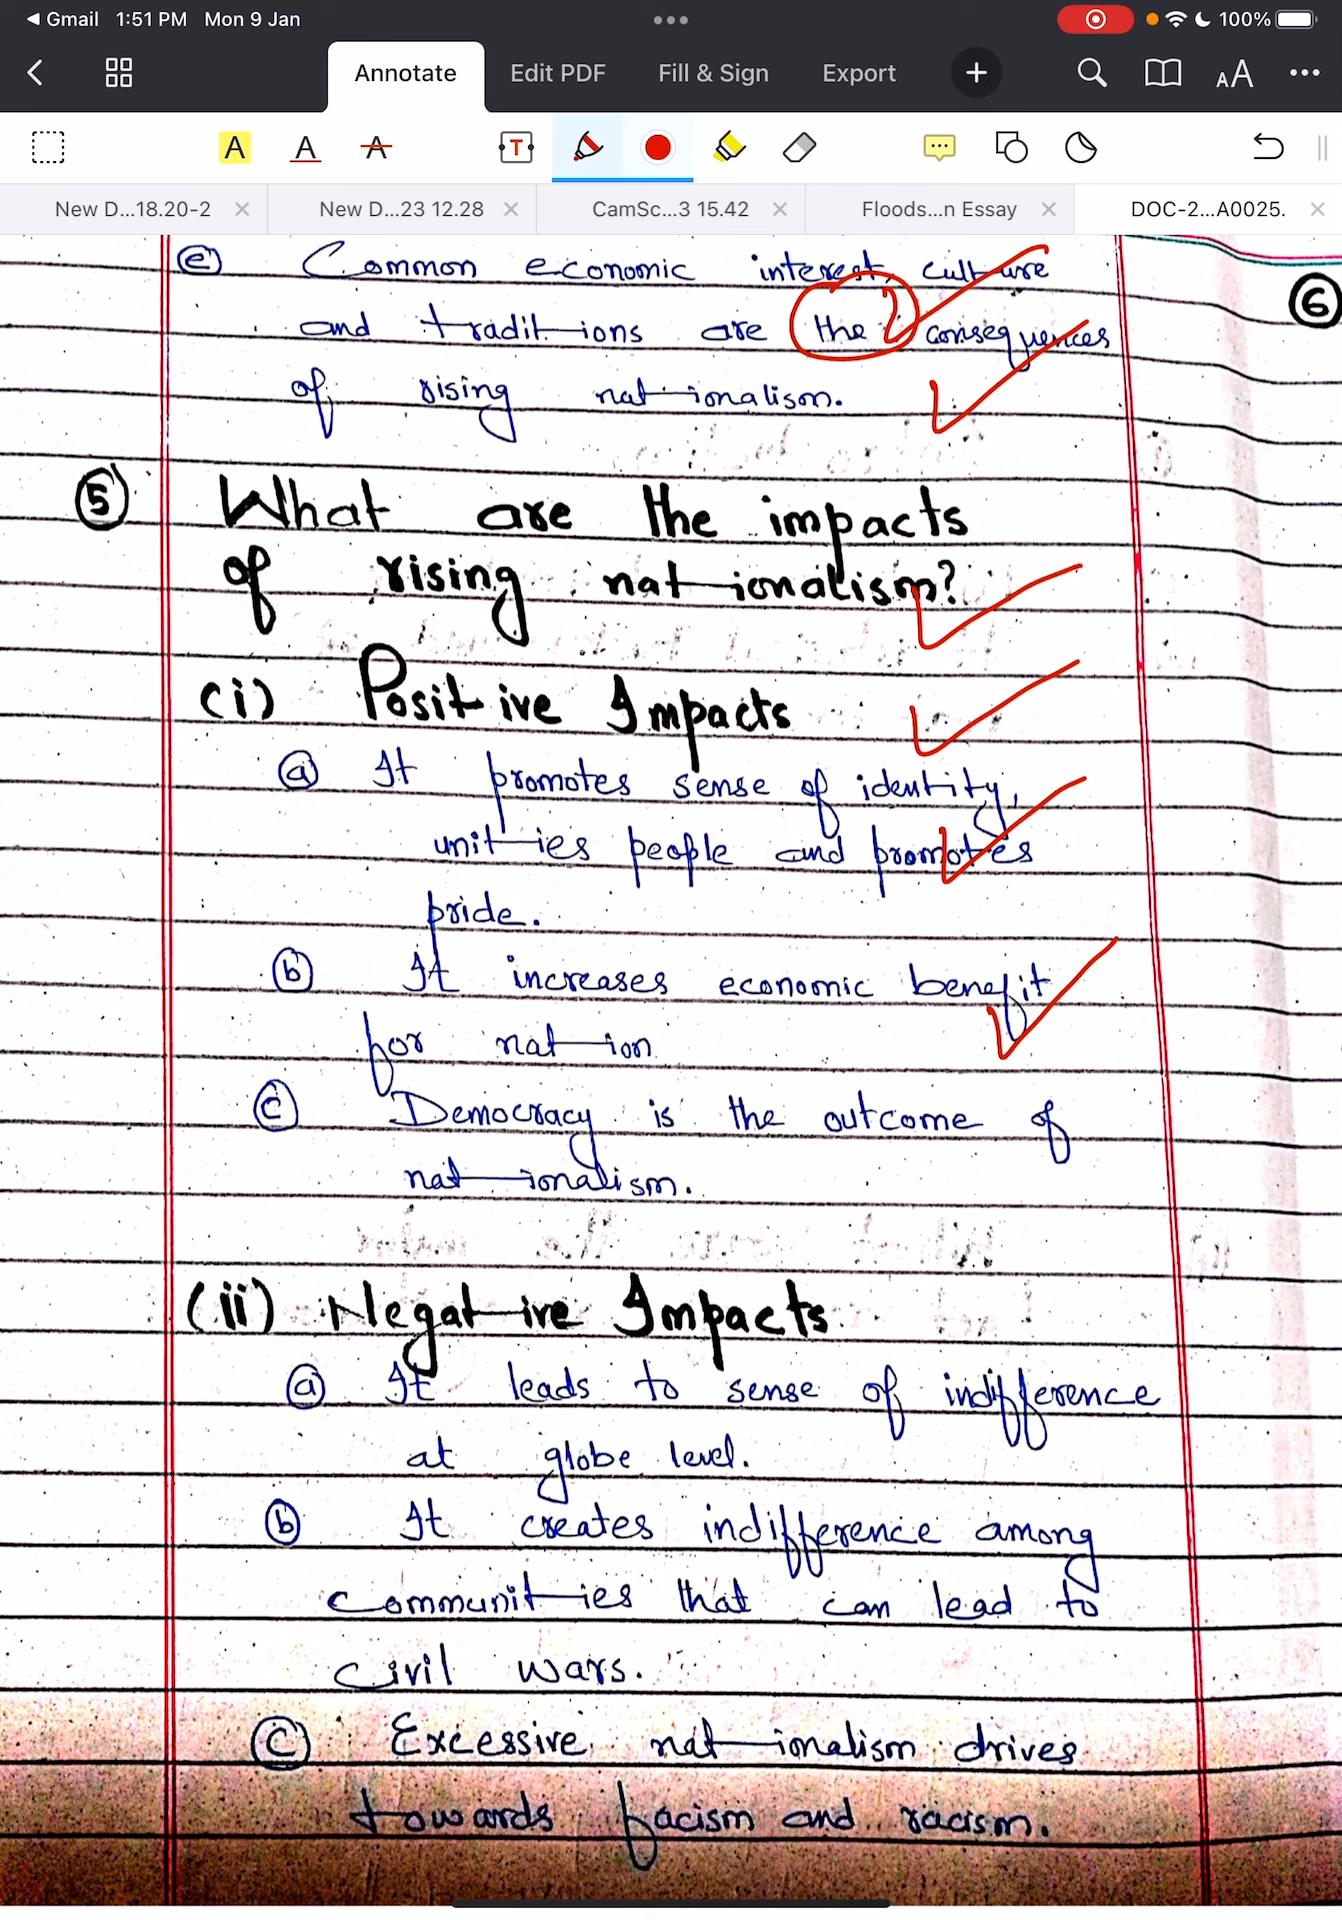 Gmail 1:51 PM Mon 9 Jan 100%
Annotate Edit PDF Fill & Sign Export
A A A T AA
New D...18.20-2 New D...23 12.28 CamSc...3 15.42 Floods...n Essay DOC-2...A0025.
(e) Common economic interest, culture
and traditions are the consequences
of rising nationalism.
6
5 What are the impacts
of rising nationalism?
(i) Positive Impacts
(a) It promotes sense of identity,
unities people and promotes
pride.
(b) It increases economic benefit
for nation
(c) Democracy is the outcome of
nationalism.
(ii) Negative Impacts
(a) It leads to sense of indifference
at globe level.
(b) It creates indifference among
communities that can lead to
civil wars.
(C) Excessive nationalism drives
towards facism and racism.